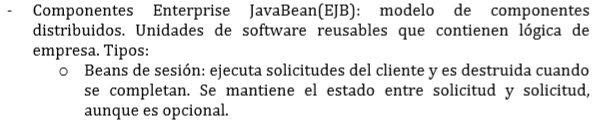 - Componentes Enterprise JavaBean(EJB): modelo de componentes
distribuidos. Unidades de software reusables que contienen lógica de
empresa. Tipos:
o Beans de sesión: ejecuta solicitudes del cliente y es destruida cuando
se completan. Se mantiene el estado entre solicitud y solicitud,
aunque es opcional.